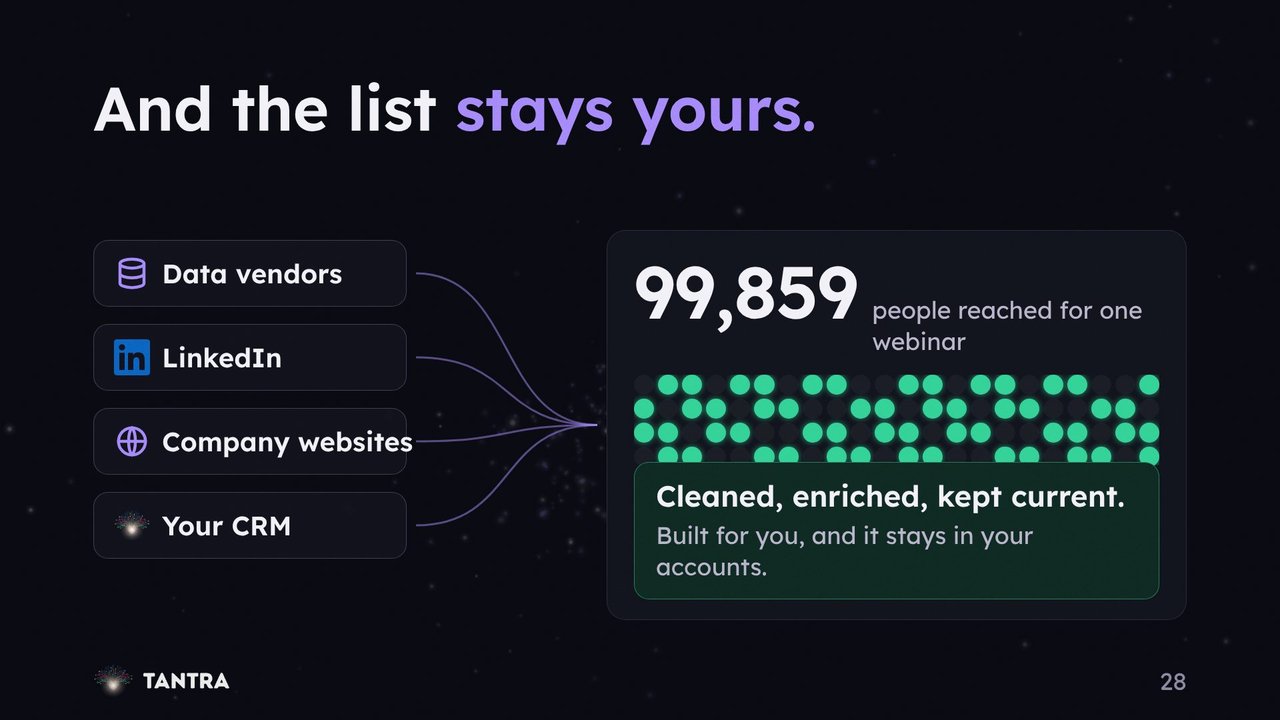 And the list stays yours.
Data vendors
LinkedIn
Company websites
Your CRM
99,859 people reached for one
webinar
Cleaned, enriched, kept current.
Built for you, and it stays in your
accounts.
TANTRA
28